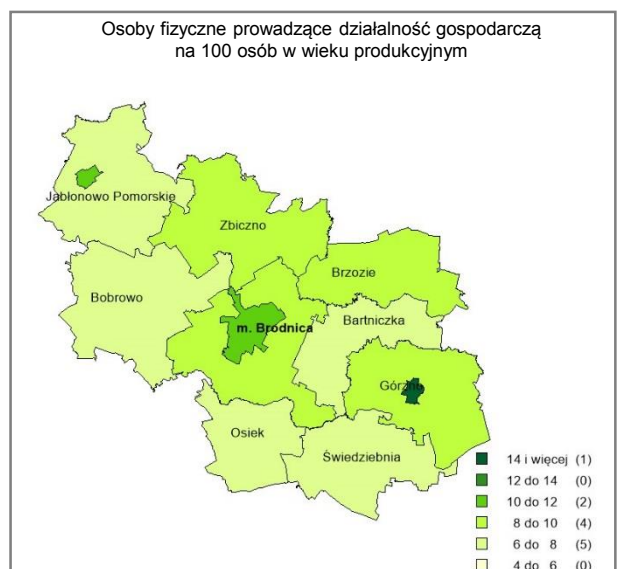 Osoby fizyczne prowadzące działalność gospodarczą
na 100 osób w wieku produkcyjnym
Jabłonowo Pomorskie
Zbiczno
Brzozie
Bobrowo
Bartniczka
m. Brodnica
Górzno
Osiek
Świedziebnia
14 i więcej (1)
12 do 14 (0)
10 do 12 (2)
8 do 10 (4)
6 do 8 (5)
4 do 6 (0)